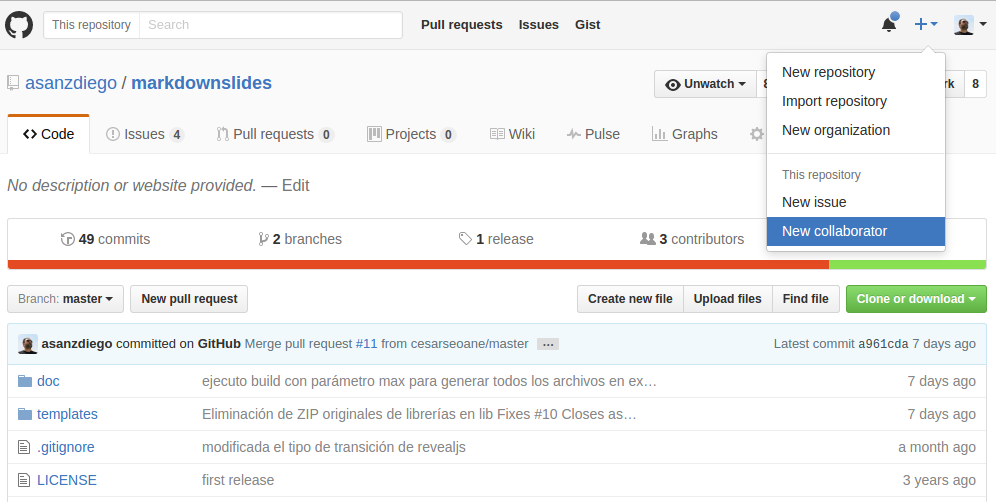 This repository Search Pull requests Issues Gist
asanzdiego / markdownslides Unwatch rk 8
New repository
Import repository
New organization
This repository
New issue
New collaborator
Code Issues 4 Pull requests 0 Projects 0 Wiki Pulse Graphs
No description or website provided. — Edit
49 commits 2 branches 1 release 3 contributors
Branch: master New pull request Create new file Upload files Find file Clone or download
asanzdiego committed on GitHub Merge pull request #11 from cesarseoane/master ... Latest commit a961cda 7 days ago
doc ejecuto build con parámetro max para generar todos los archivos en ex… 7 days ago
templates Eliminación de ZIP originales de librerías en lib Fixes #10 Closes as… 7 days ago
.gitignore modificada el tipo de transición de revealjs a month ago
LICENSE first release 3 years ago